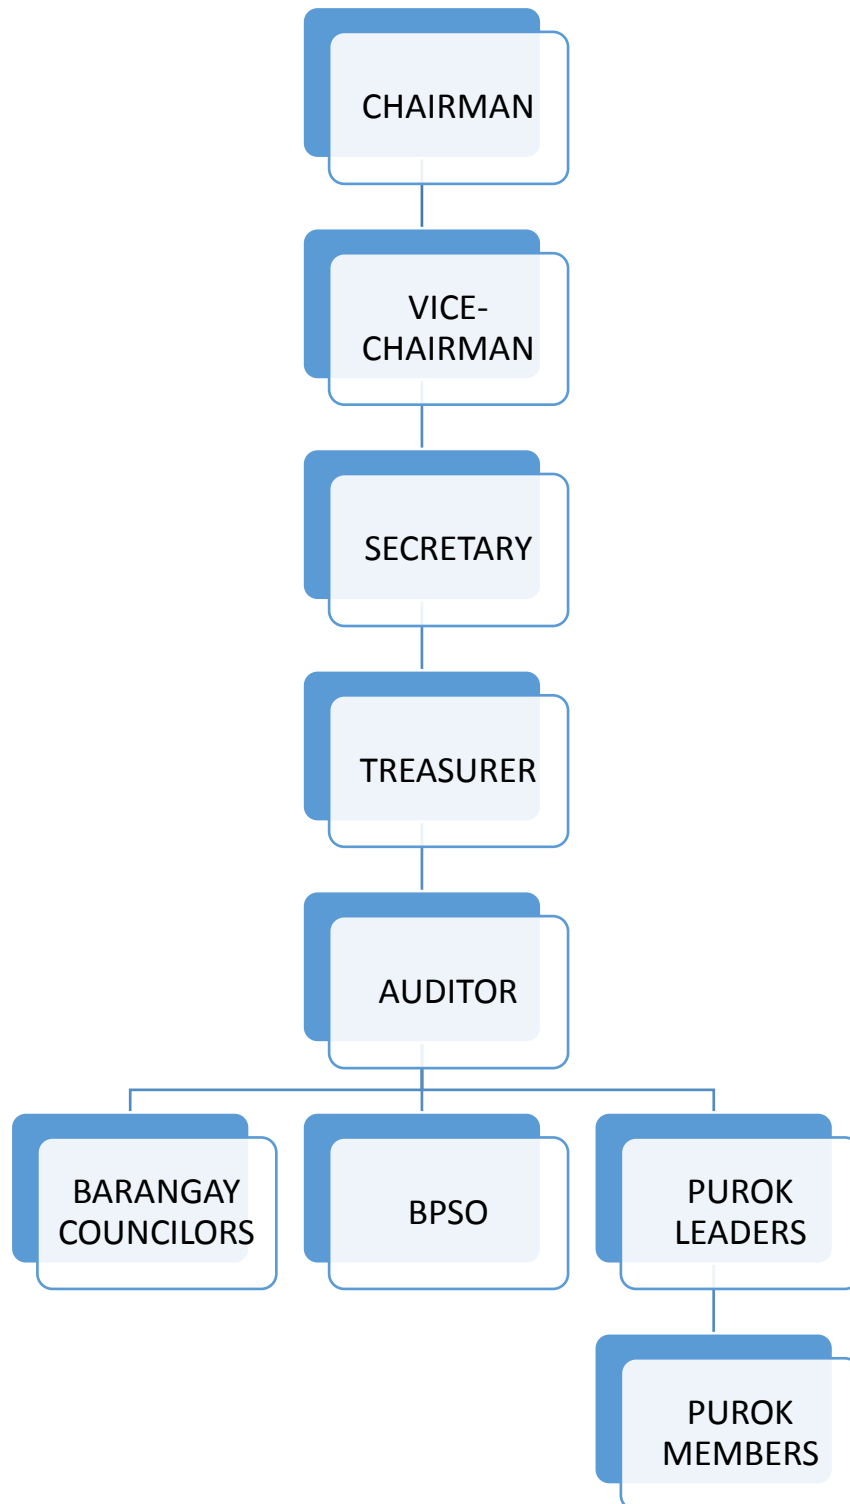 CHAIRMAN
VICE-
CHAIRMAN
SECRETARY
TREASURER
AUDITOR
BARANGAY
COUNCILORS
BPSO
PUROK
LEADERS
PUROK
MEMBERS